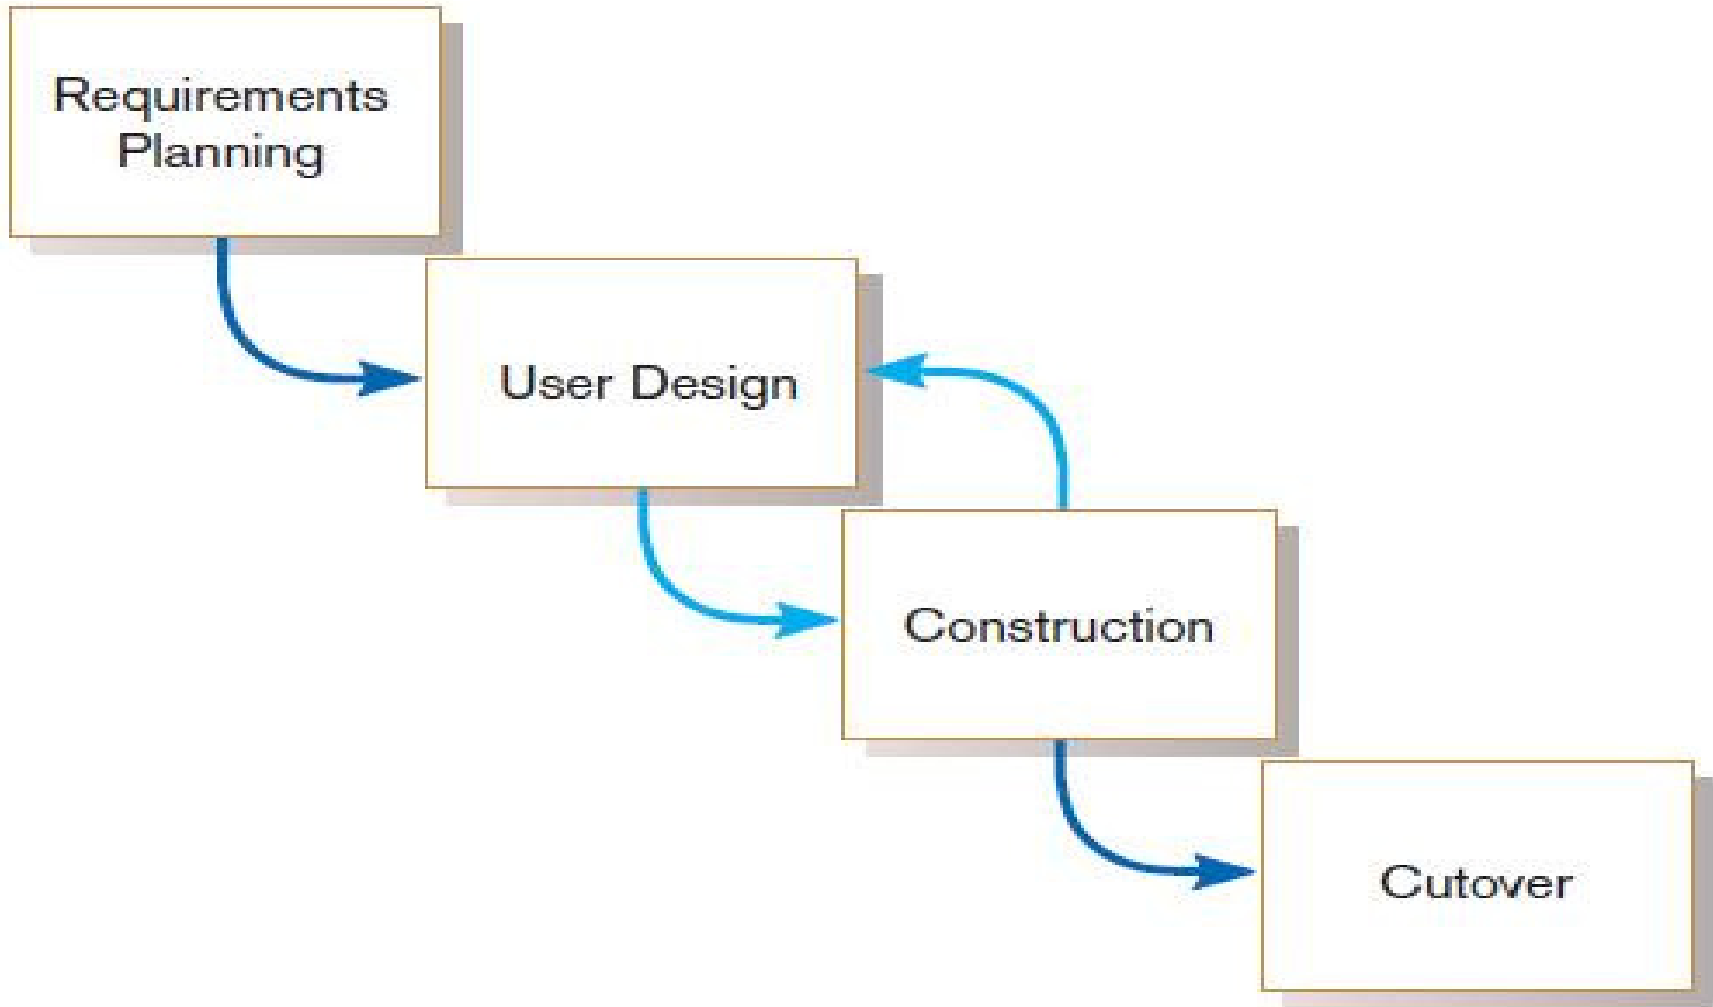 Requirements
Planning
User Design
Construction
Cutover